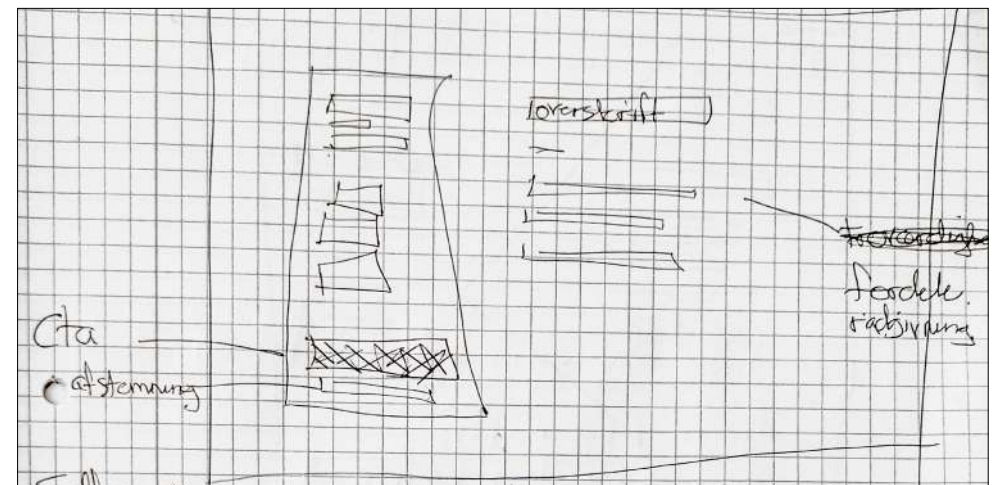 overskrift
fordele.
rådgivning
Cta
afstemning